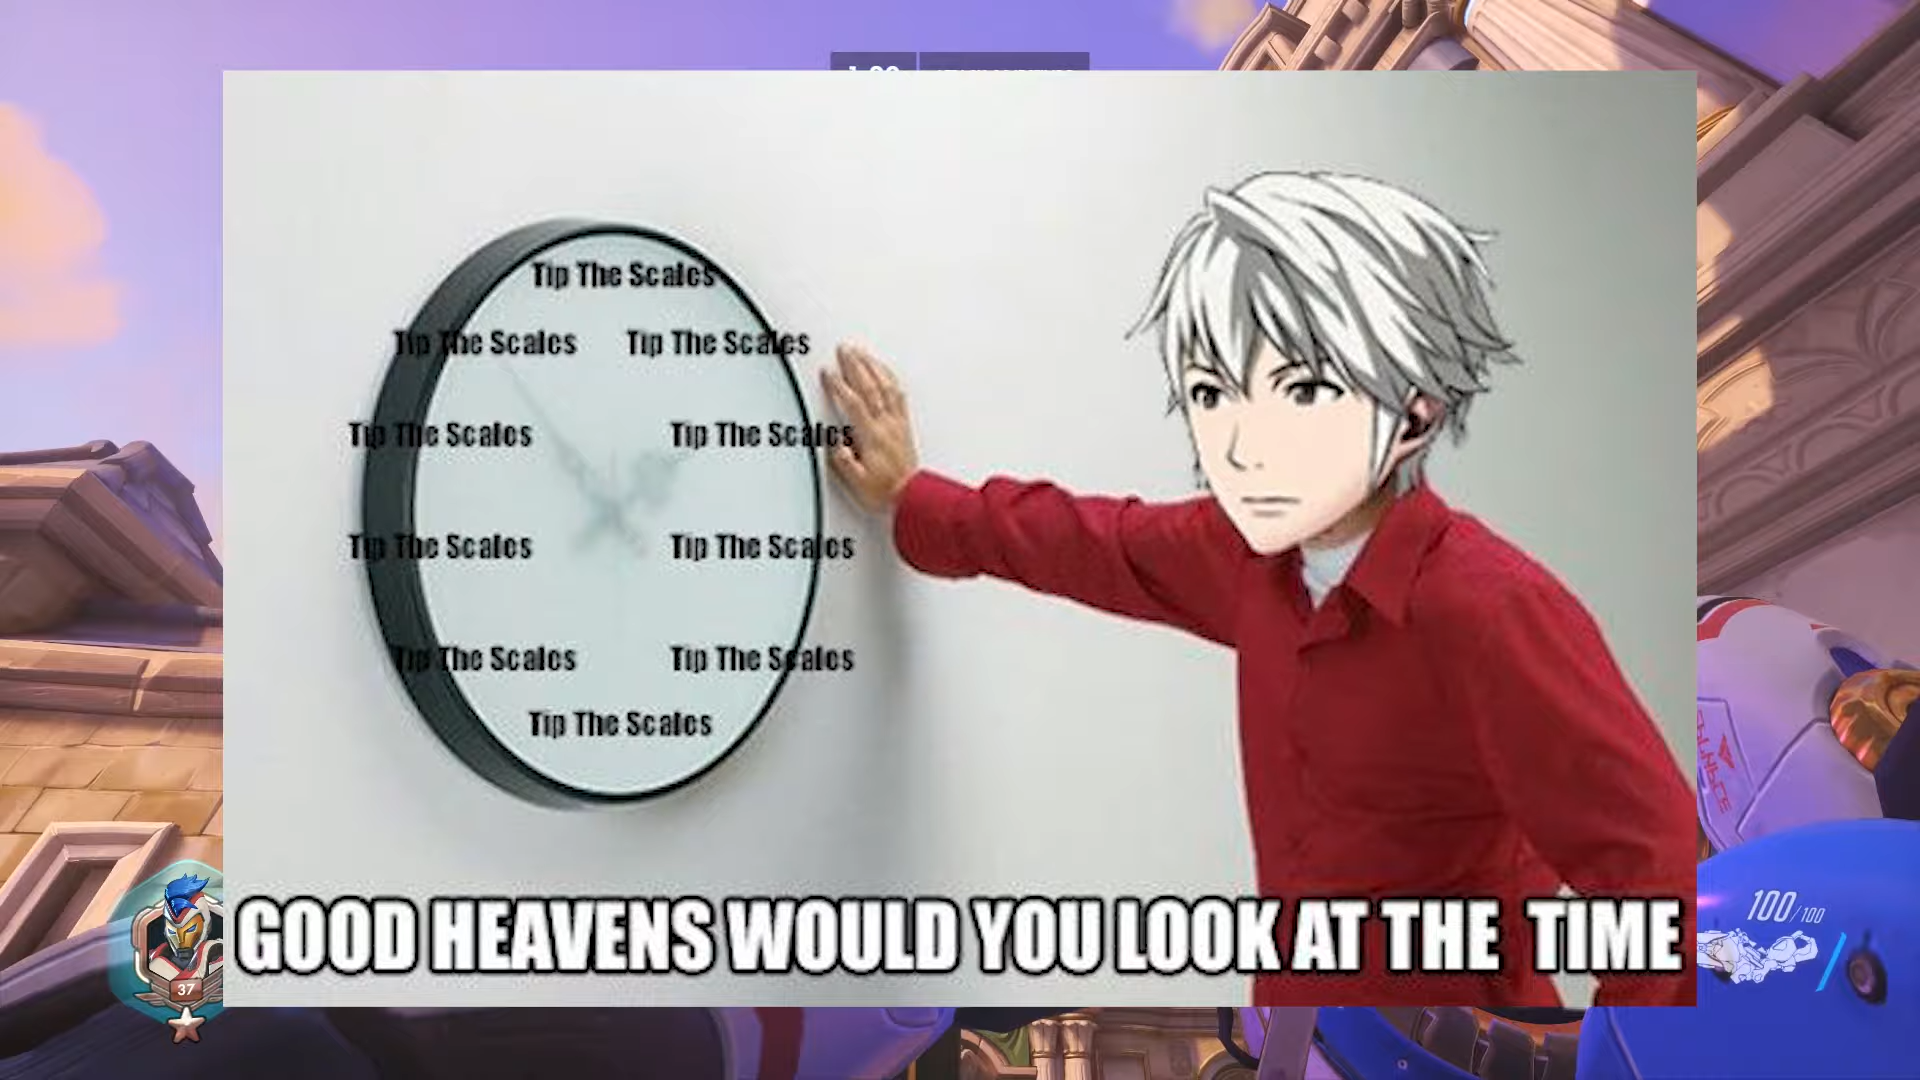 Tip The Scales
Tip The Scales Tip The Scales
Tip The Scales Tip The Scales
Tip The Scales Tip The Scales
Tip The Scales Tip The Scales
Tip The Scales
GOOD HEAVENS WOULD YOU LOOK AT THE TIME
37
100/100